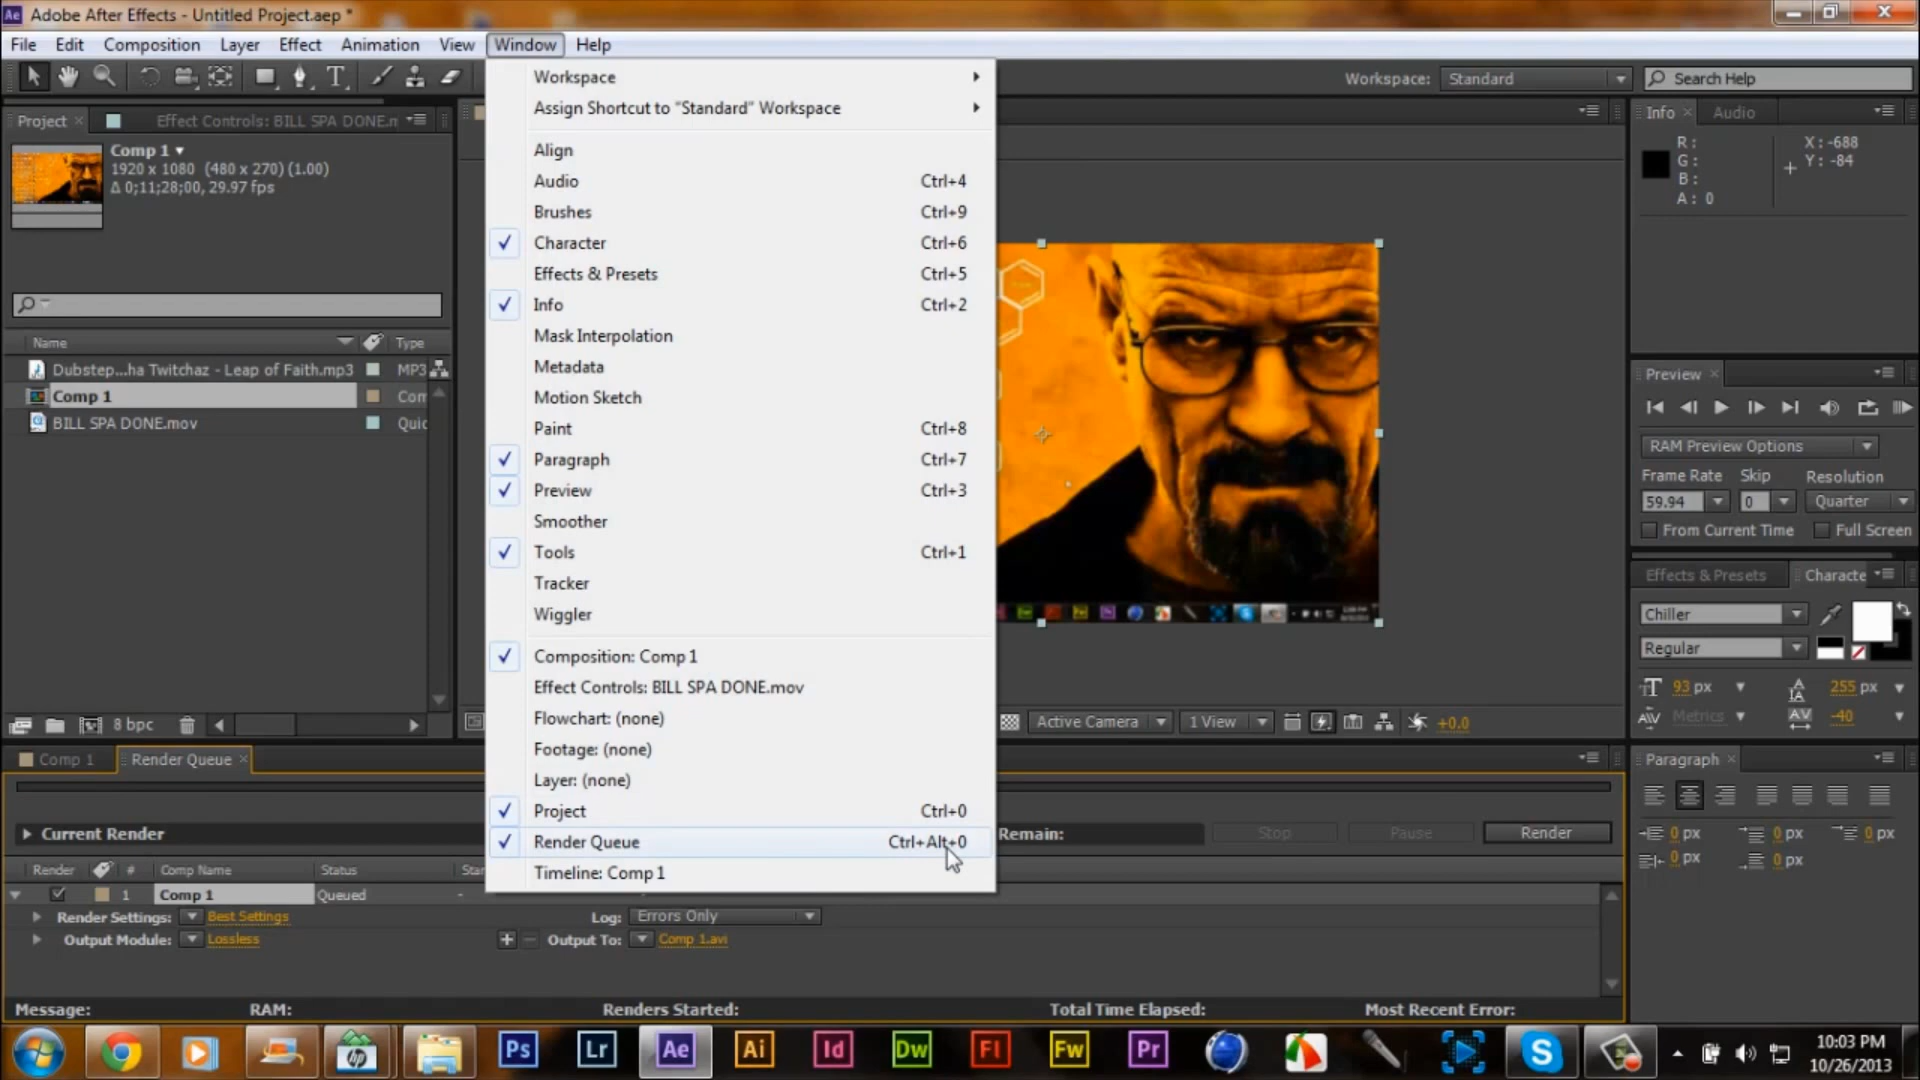 Ae Adobe After Effects - Untitled Project.aep *
File Edit Composition Layer Effect Animation View Window Help
Workspace: Standard Search Help
Project Effect Controls: BILL SPA DONE.m
Comp 1
1920 x 1080 (480 x 270) (1.00)
Δ 0;11;28;00, 29.97 fps
Name Type
Dubstep...ha Twitchaz - Leap of Faith.mp3 MP3
Comp 1 Com
BILL SPA DONE.mov Quic
8 bpc
Workspace
Assign Shortcut to "Standard" Workspace
Align
Audio Ctrl+4
Brushes Ctrl+9
Character Ctrl+6
Effects & Presets Ctrl+5
Info Ctrl+2
Mask Interpolation
Metadata
Motion Sketch
Paint Ctrl+8
Paragraph Ctrl+7
Preview Ctrl+3
Smoother
Tools Ctrl+1
Tracker
Wiggler
Composition: Comp 1
Effect Controls: BILL SPA DONE.mov
Flowchart: (none)
Footage: (none)
Layer: (none)
Project Ctrl+0
Render Queue Ctrl+Alt+0
Timeline: Comp 1
Active Camera 1 View +0.0
Info Audio
R: X: -688
G: Y: -84
B:
A: 0
Preview
RAM Preview Options
Frame Rate Skip Resolution
59.94 0 Quarter
From Current Time Full Screen
Effects & Presets Characte
Chiller
Regular
93 px 255 px
Metrics -40
Paragraph
0 px 0 px 0 px
0 px 0 px
Comp 1 Render Queue
Current Render Remain: Stop Pause Render
Render # Comp Name Status Star
1 Comp 1 Queued -
Render Settings: Best Settings Log: Errors Only
Output Module: Lossless Output To: Comp 1.avi
Message: RAM: Renders Started: Total Time Elapsed: Most Recent Error:
hp Ps Lr Ae Ai Id Dw Fl Fw Pr S
10:03 PM
10/26/2013